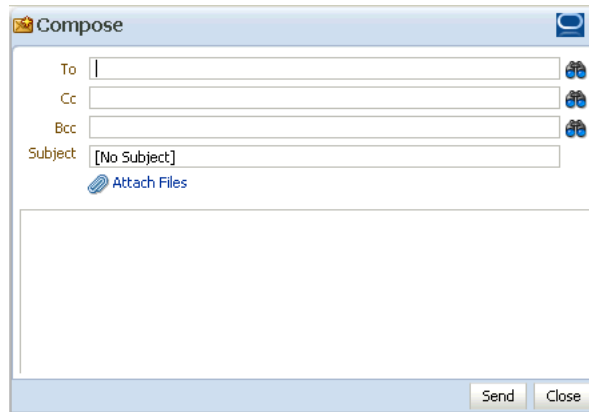 Compose
To
Cc
Bcc
Subject [No Subject]
Attach Files
Send Close